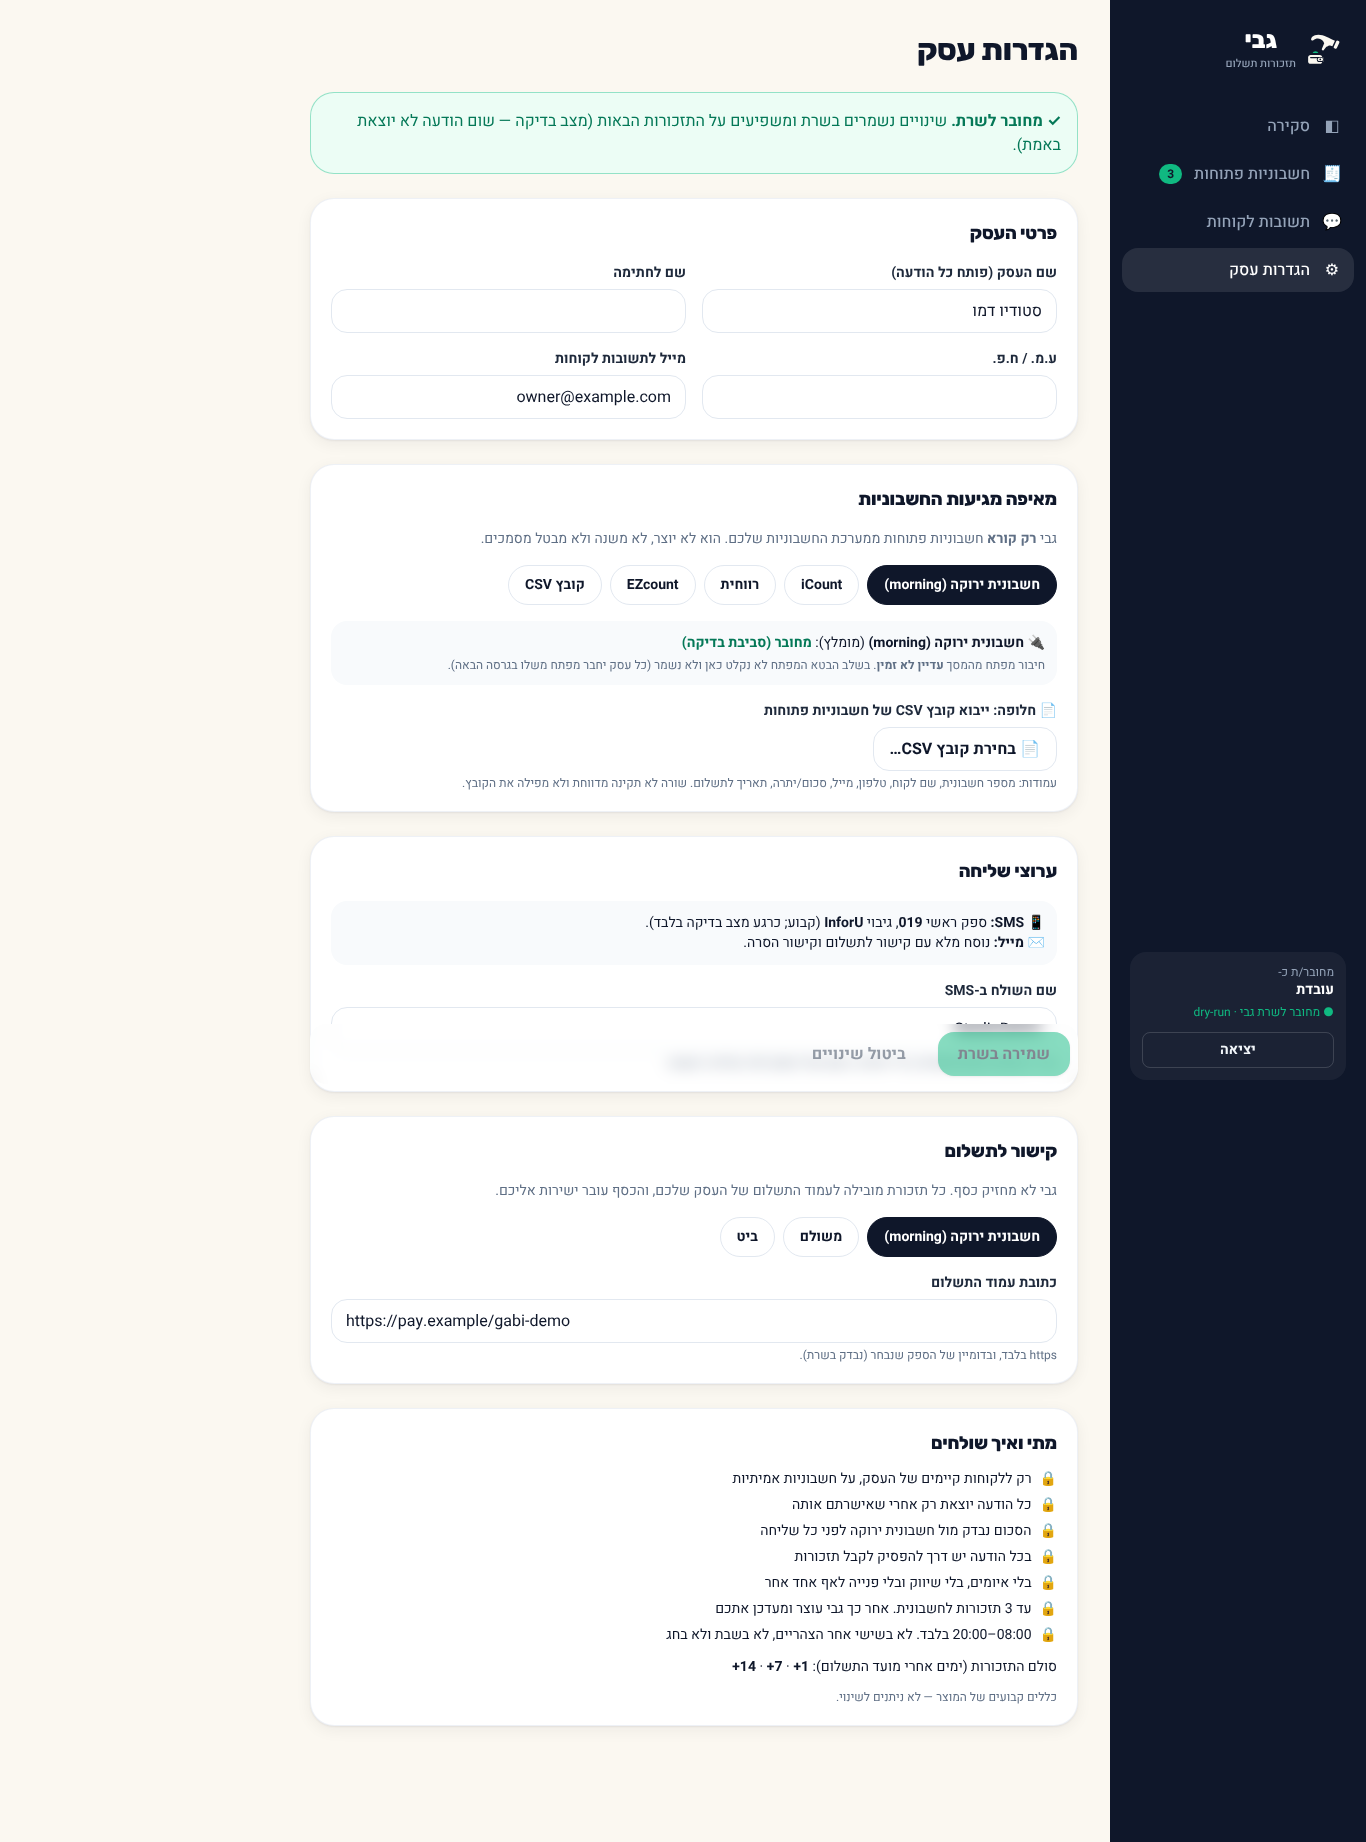 גבי
תזכורות תשלום
סקירה
חשבוניות פתוחות 3
תשובות לקוחות
הגדרות עסק
מחובר/ת כ-
עובדת
מחובר לשרת גבי · dry-run
יציאה
הגדרות עסק
✓ מחובר לשרת. שינויים נשמרים בשרת ומשפיעים על התזכורות הבאות (מצב בדיקה — שום הודעה לא יוצאת
באמת).
פרטי העסק
שם העסק (פותח כל הודעה)
שם לחתימה
סטודיו דמו
ע.מ. / ח.פ.
מייל לתשובות לקוחות
owner@example.com
מאיפה מגיעות החשבוניות
גבי רק קורא חשבוניות פתוחות ממערכת החשבוניות שלכם. הוא לא יוצר, לא משנה ולא מבטל מסמכים.
חשבונית ירוקה (morning)
iCount
רווחית
EZcount
קובץ CSV
🔌 חשבונית ירוקה (morning) (מומלץ): מחובר (סביבת בדיקה)
חיבור מפתח מהמסך עדיין לא זמין. בשלב הבטא המפתח לא נקלט כאן ולא נשמר (כל עסק יחבר מפתח משלו בגרסה הבאה).
📄 חלופה: ייבוא קובץ CSV של חשבוניות פתוחות
📄 בחירת קובץ CSV…
עמודות: מספר חשבונית, שם לקוח, טלפון, מייל, סכום/יתרה, תאריך לתשלום. שורה לא תקינה מדווחת ולא מפילה את הקובץ.
ערוצי שליחה
📱 SMS: ספק ראשי 019, גיבוי InforU (קבוע; כרגע מצב בדיקה בלבד).
✉️ מייל: נוסח מלא עם קישור לתשלום וקישור הסרה.
שם השולח ב-SMS
שמירה בשרת
ביטול שינויים
קישור לתשלום
גבי לא מחזיק כסף. כל תזכורת מובילה לעמוד התשלום של העסק שלכם, והכסף עובר ישירות אליכם.
חשבונית ירוקה (morning)
משולם
ביט
כתובת עמוד התשלום
https://pay.example/gabi-demo
https בלבד, ובדומיין של הספק שנבחר (נבדק בשרת).
מתי ואיך שולחים
🔒 רק ללקוחות קיימים של העסק, על חשבוניות אמיתיות
🔒 כל הודעה יוצאת רק אחרי שאישרתם אותה
🔒 הסכום נבדק מול חשבונית ירוקה לפני כל שליחה
🔒 בכל הודעה יש דרך להפסיק לקבל תזכורות
🔒 בלי איומים, בלי שיווק ובלי פנייה לאף אחד אחר
🔒 עד 3 תזכורות לחשבונית. אחר כך גבי עוצר ומעדכן אתכם
🔒 08:00–20:00 בלבד. לא בשישי אחר הצהריים, לא בשבת ולא בחג
סולם התזכורות (ימים אחרי מועד התשלום): +1 · +7 · +14
כללים קבועים של המוצר — לא ניתנים לשינוי.